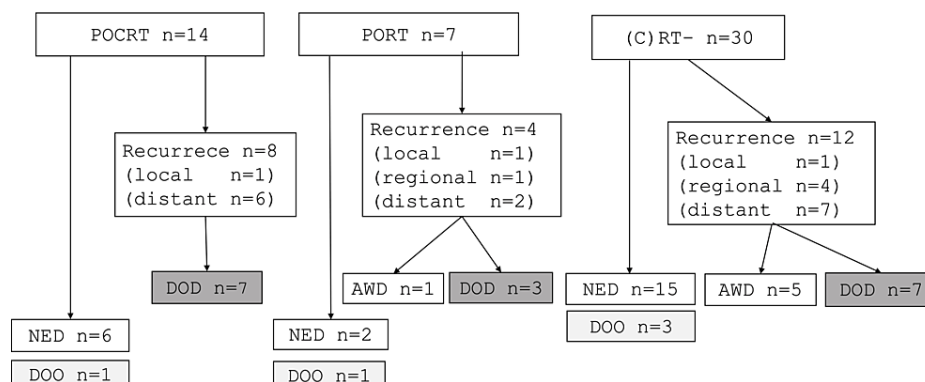 POCRT n=14
PORT n=7
(C)RT- n=30
Recurrece n=8
(local n=1)
(distant n=6)
Recurrence n=4
(local n=1)
(regional n=1)
(distant n=2)
Recurrence n=12
(local n=1)
(regional n=4)
(distant n=7)
DOD n=7
AWD n=1
DOD n=3
NED n=15
AWD n=5
DOD n=7
DOO n=3
NED n=6
NED n=2
DOO n=1
DOO n=1